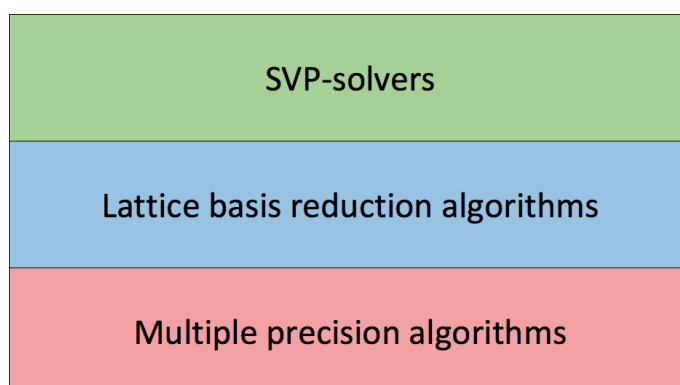 SVP-solvers
Lattice basis reduction algorithms
Multiple precision algorithms